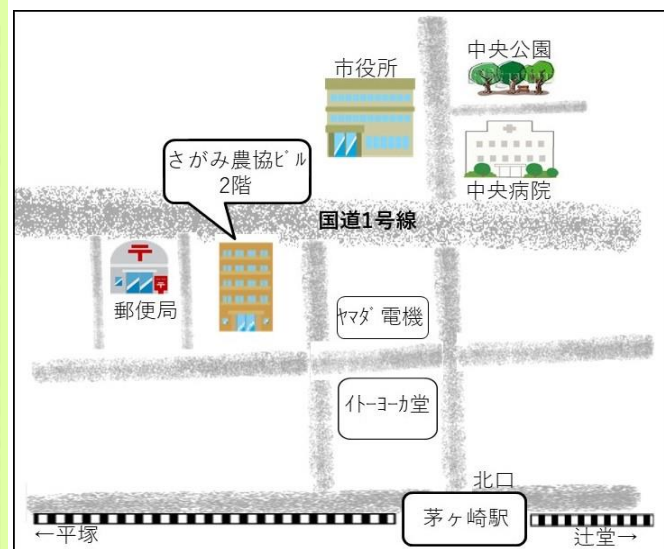 中央公園
市役所
さがみ農協ﾋﾞﾙ
2階
中央病院
国道1号線
郵便局
ﾔﾏﾀﾞ電機
ｲﾄｰﾖｰｶ堂
北口
茅ヶ崎駅
←平塚
辻堂→